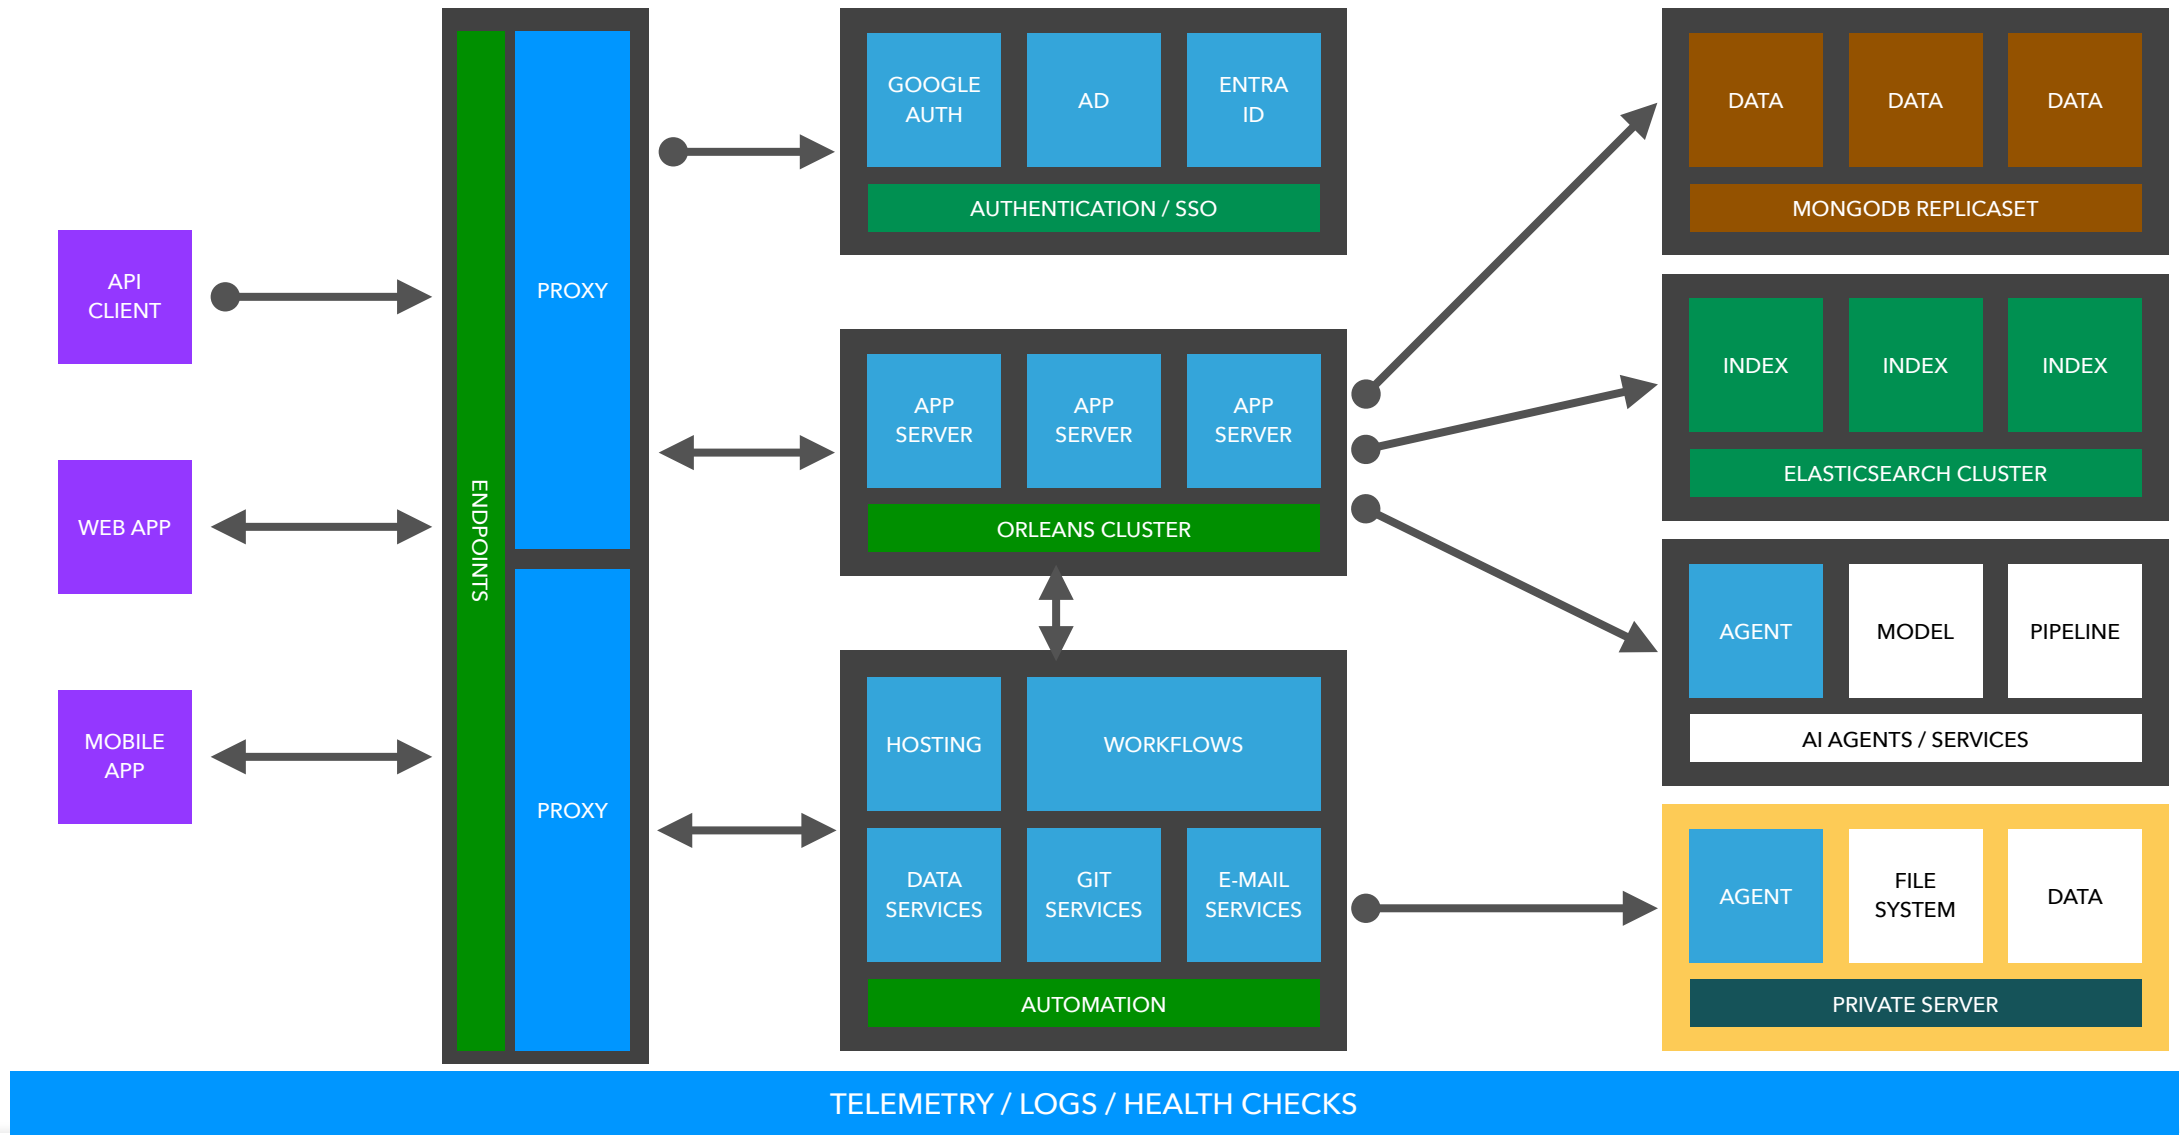 API
CLIENT
WEB APP
MOBILE
APP
ENDPOINTS
PROXY
PROXY
GOOGLE
AUTH
AD
ENTRA
ID
AUTHENTICATION / SSO
APP
SERVER
APP
SERVER
APP
SERVER
ORLEANS CLUSTER
HOSTING
WORKFLOWS
DATA
SERVICES
GIT
SERVICES
E-MAIL
SERVICES
AUTOMATION
DATA
DATA
DATA
MONGODB REPLICASET
INDEX
INDEX
INDEX
ELASTICSEARCH CLUSTER
AGENT
MODEL
PIPELINE
AI AGENTS / SERVICES
AGENT
FILE
SYSTEM
DATA
PRIVATE SERVER
TELEMETRY / LOGS / HEALTH CHECKS